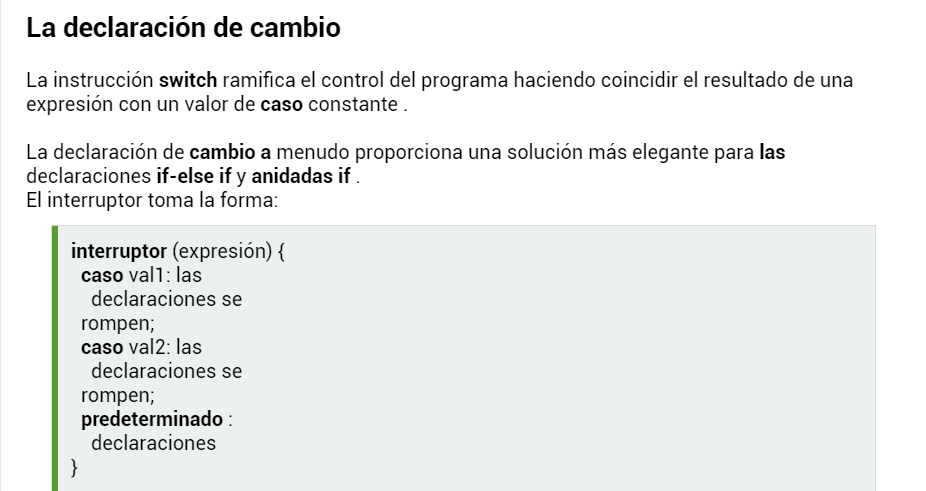 La declaración de cambio
La instrucción switch ramifica el control del programa haciendo coincidir el resultado de una
expresión con un valor de caso constante .
La declaración de cambio a menudo proporciona una solución más elegante para las
declaraciones if-else if y anidadas if .
El interruptor toma la forma:
interruptor (expresión) {
caso val1: las
declaraciones se
rompen;
caso val2: las
declaraciones se
rompen;
predeterminado :
declaraciones
}